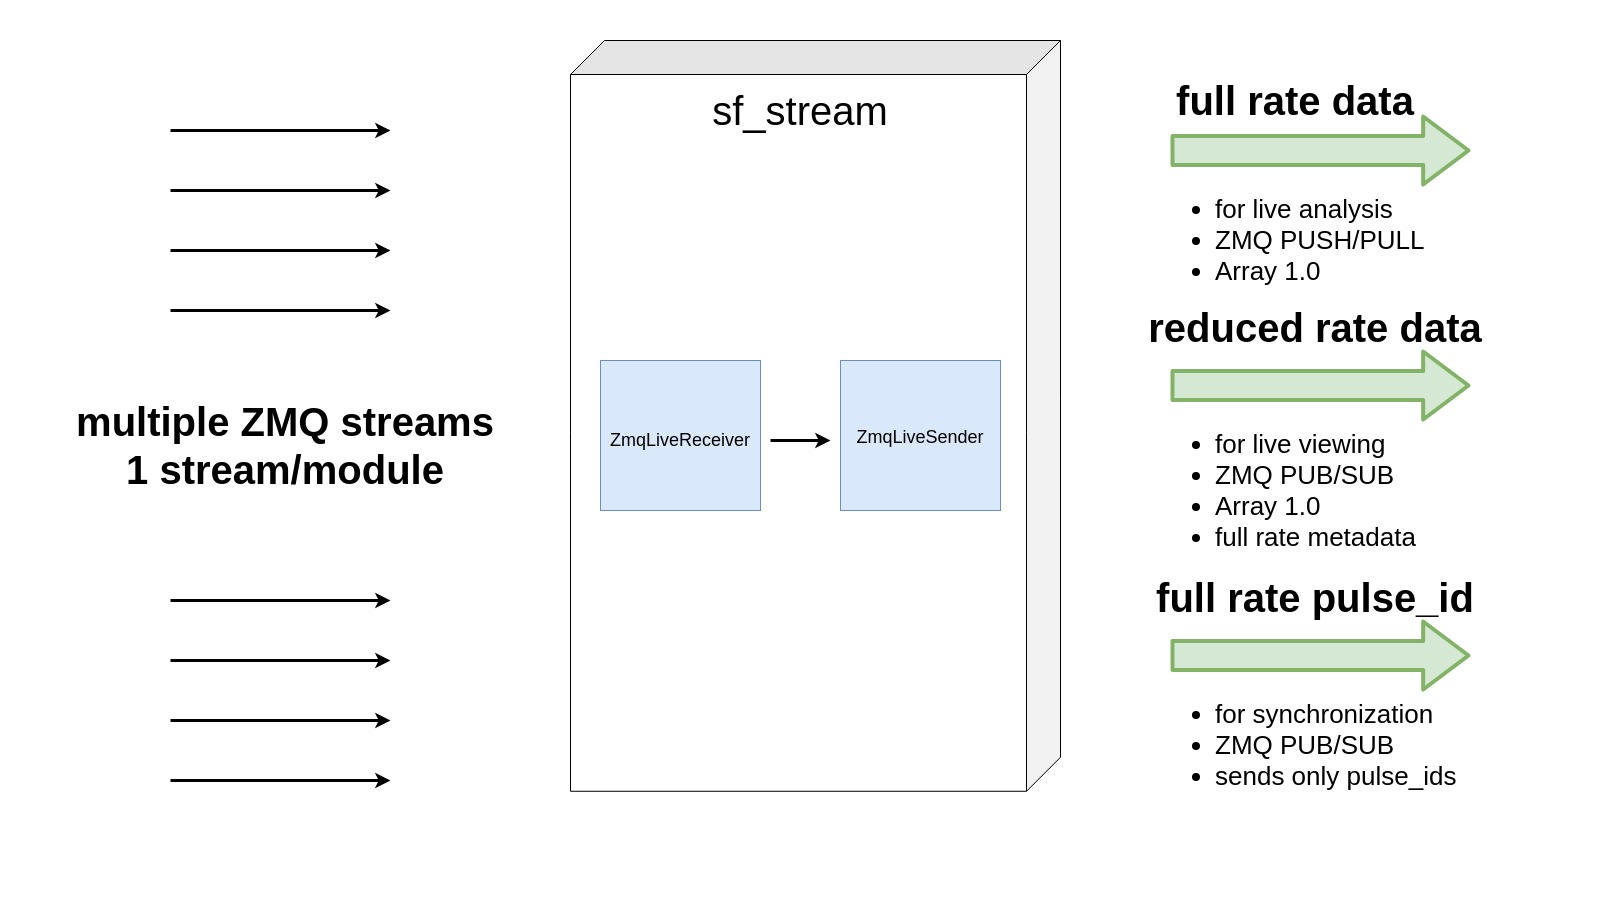 sf_stream
multiple ZMQ streams
1 stream/module
ZmqLiveReceiver
ZmqLiveSender
full rate data
for live analysis
ZMQ PUSH/PULL
Array 1.0
reduced rate data
for live viewing
ZMQ PUB/SUB
Array 1.0
full rate metadata
full rate pulse_id
for synchronization
ZMQ PUB/SUB
sends only pulse_ids